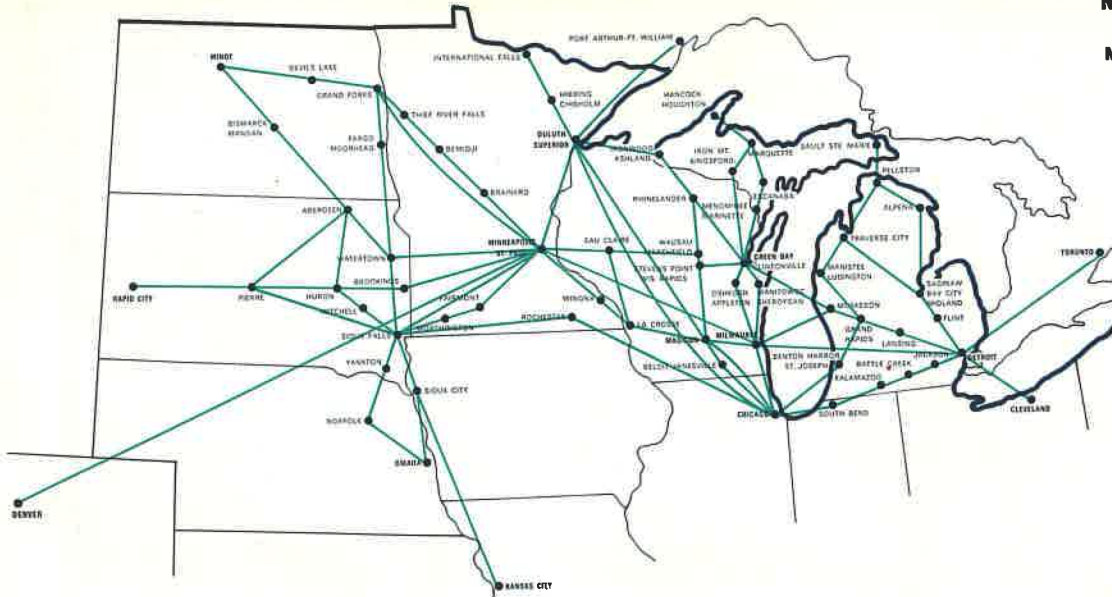 N
M
PORT ARTHUR-FT. WILLIAM
INTERNATIONAL FALLS
MINOT
DEVILS LAKE
GRAND FORKS
HIBBING
CHISHOLM
HANCOCK
HOUGHTON
THIEF RIVER FALLS
BISMARCK
MANDAN
FARGO
MOORHEAD
DULUTH
SUPERIOR
BEMIDJI
IRONWOOD
ASHLAND
IRON MT.
KINGSFORD
MARQUETTE
SAULT STE MARIE
PELLSTON
BRAINERD
RHINELANDER
MENOMINEE
MARINETTE
ESCANABA
ALPENA
ABERDEEN
MINNEAPOLIS
ST. PAUL
EAU CLAIRE
WAUSAU
MARSHFIELD
TRAVERSE CITY
WATERTOWN
GREEN BAY
CLINTONVILLE
STEVENS POINT
WIS. RAPIDS
MANISTEE
LUDINGTON
TORONTO
RAPID CITY
PIERRE
HURON
BROOKINGS
OSHKOSH
APPLETON
MANITOWOC
SHEBOYGAN
SAGINAW
BAY CITY
MIDLAND
MITCHELL
FAIRMONT
WINONA
MUSKEGON
FLINT
SIOUX FALLS
WORTHINGTON
ROCHESTER
LA CROSSE
MADISON
MILWAUKEE
GRAND
RAPIDS
LANSING
YANKTON
BELOIT-JANESVILLE
BENTON HARBOR
ST. JOSEPH
BATTLE CREEK
JACKSON
DETROIT
KALAMAZOO
SIOUX CITY
NORFOLK
CHICAGO
SOUTH BEND
CLEVELAND
OMAHA
DENVER
KANSAS CITY